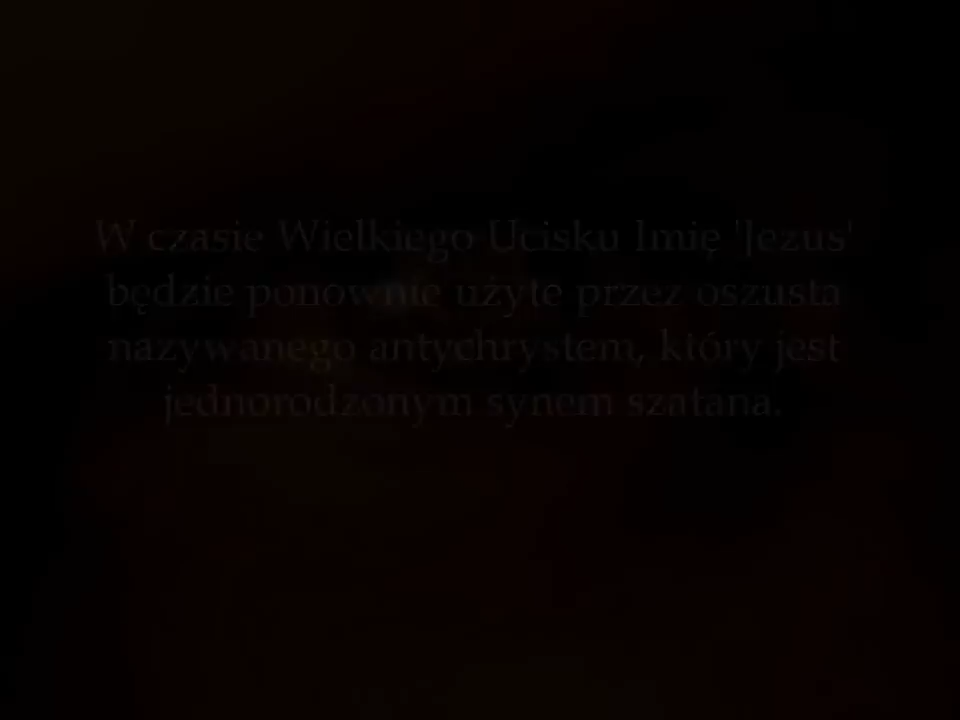 W czasie Wielkiego Ucisku Imię 'Jezus'
będzie ponownie użyte przez oszusta
nazywanego antychrystem, który jest
jednorodzonym synem szatana.